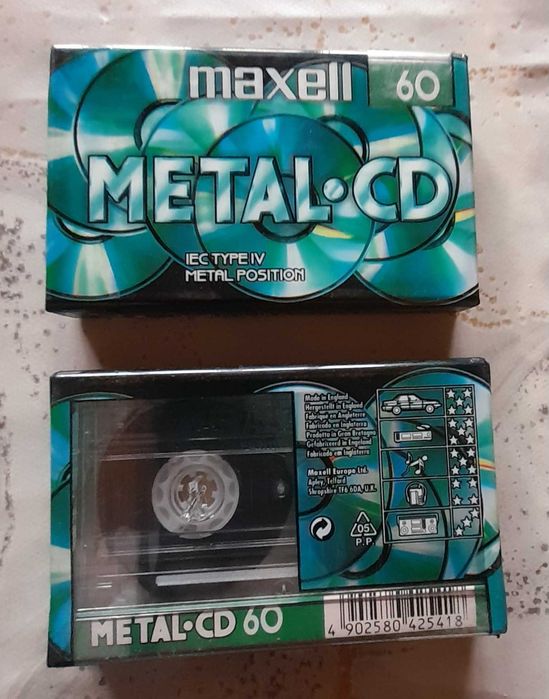 maxell 60
METAL•CD
IEC TYPE IV
METAL POSITION
Made in England
Hergestellt in England
Fabriqué en Angleterre
Fabricado en Inglaterra
Prodotto in Gran Bretagna
Gefabriceerd in Engeland
Fabricado em Inglaterra
Maxell Europe Ltd.
Apley, Telford
Shropshire TF6 6DA, U.K.
05
P.P.
METAL•CD 60
4 902580 425418